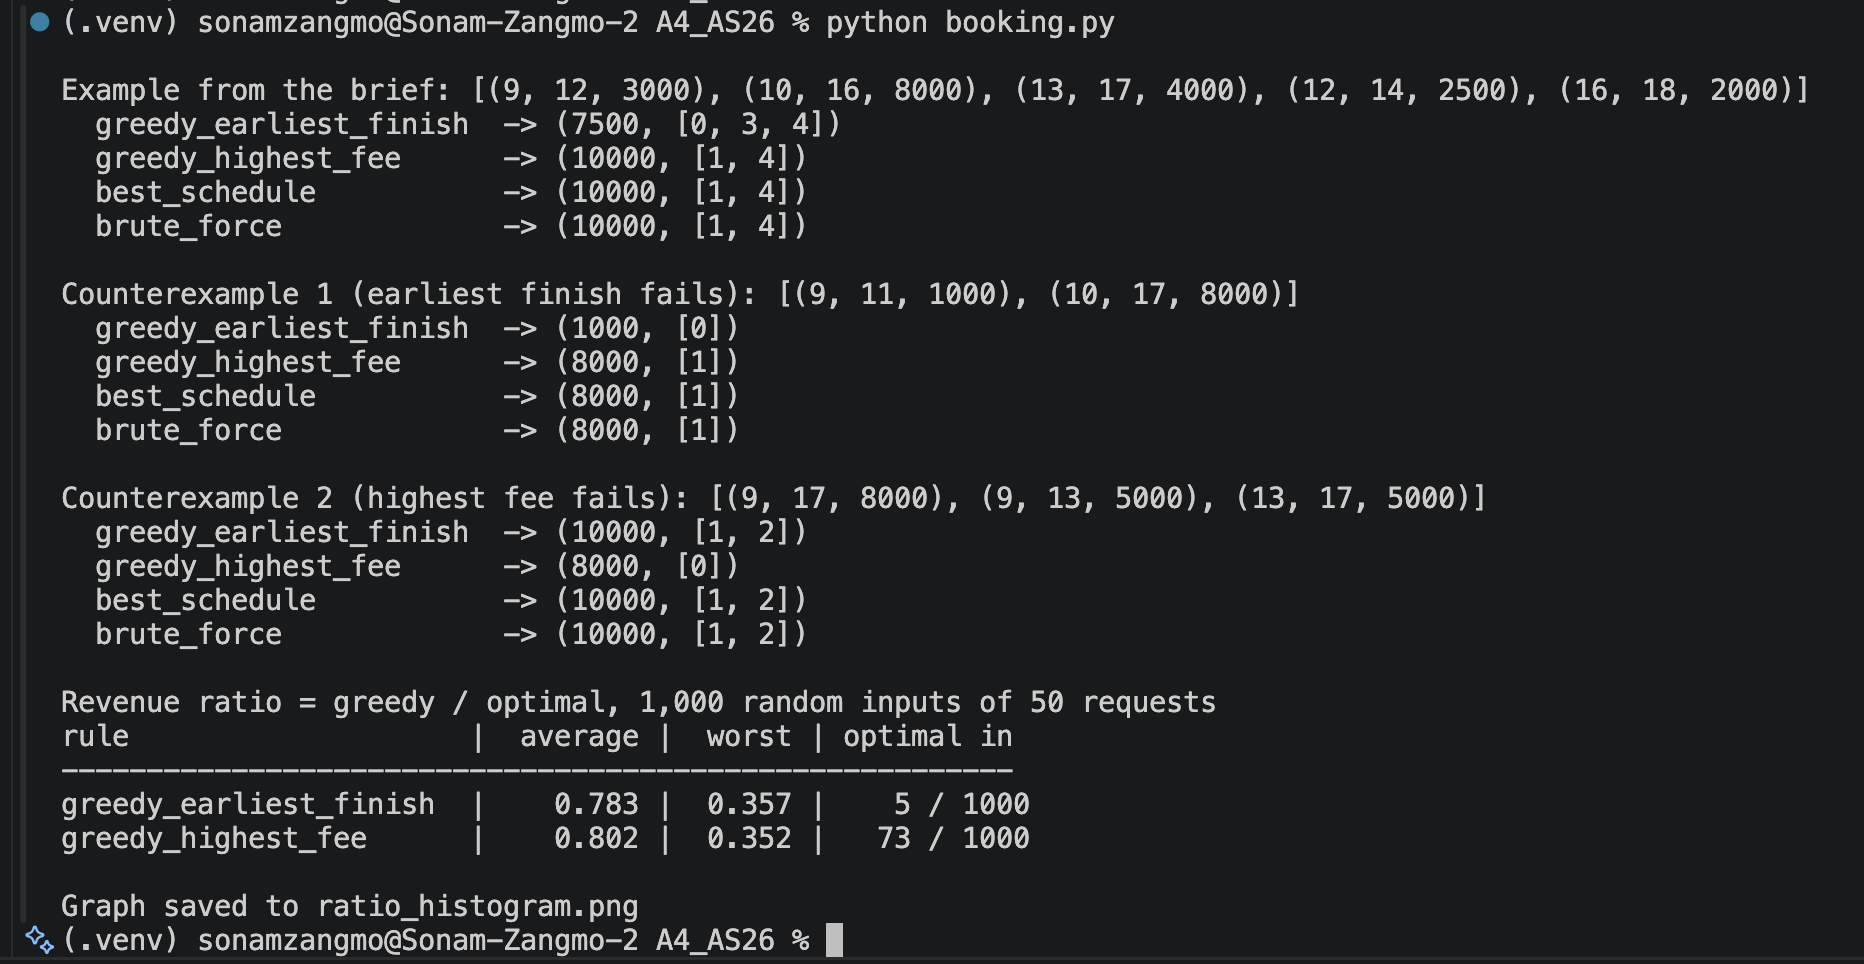 (.venv) sonamzangmo@Sonam-Zangmo-2 A4_AS26 % python booking.py
Example from the brief: [(9, 12, 3000), (10, 16, 8000), (13, 17, 4000), (12, 14, 2500), (16, 18, 2000)]
  greedy_earliest_finish  -> (7500, [0, 3, 4])
  greedy_highest_fee      -> (10000, [1, 4])
  best_schedule           -> (10000, [1, 4])
  brute_force             -> (10000, [1, 4])
Counterexample 1 (earliest finish fails): [(9, 11, 1000), (10, 17, 8000)]
  greedy_earliest_finish  -> (1000, [0])
  greedy_highest_fee      -> (8000, [1])
  best_schedule           -> (8000, [1])
  brute_force             -> (8000, [1])
Counterexample 2 (highest fee fails): [(9, 17, 8000), (9, 13, 5000), (13, 17, 5000)]
  greedy_earliest_finish  -> (10000, [1, 2])
  greedy_highest_fee      -> (8000, [0])
  best_schedule           -> (10000, [1, 2])
  brute_force             -> (10000, [1, 2])
Revenue ratio = greedy / optimal, 1,000 random inputs of 50 requests
rule                    |  average |  worst | optimal in
--------------------------------------------------------
greedy_earliest_finish  |    0.783 |  0.357 |    5 / 1000
greedy_highest_fee      |    0.802 |  0.352 |   73 / 1000
Graph saved to ratio_histogram.png
(.venv) sonamzangmo@Sonam-Zangmo-2 A4_AS26 %